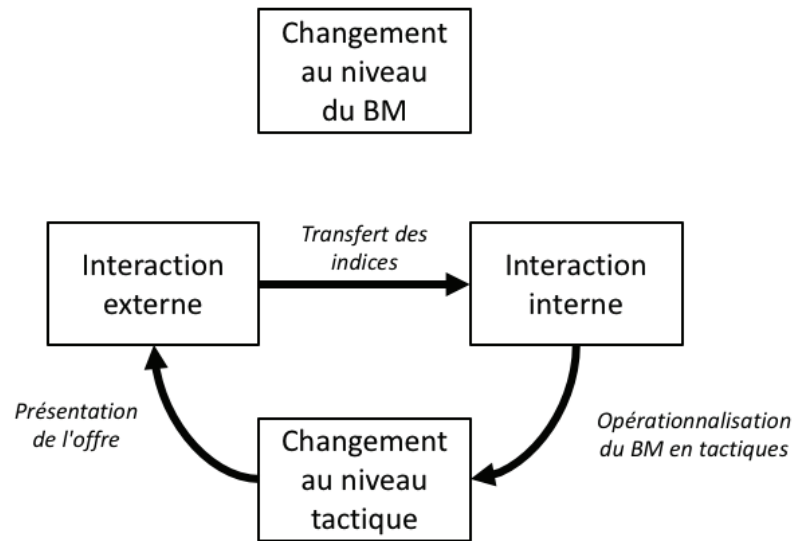 Changement
au niveau
du BM
Interaction
externe
Transfert des
indices
Interaction
interne
Présentation
de l'offre
Changement
au niveau
tactique
Opérationnalisation
du BM en tactiques